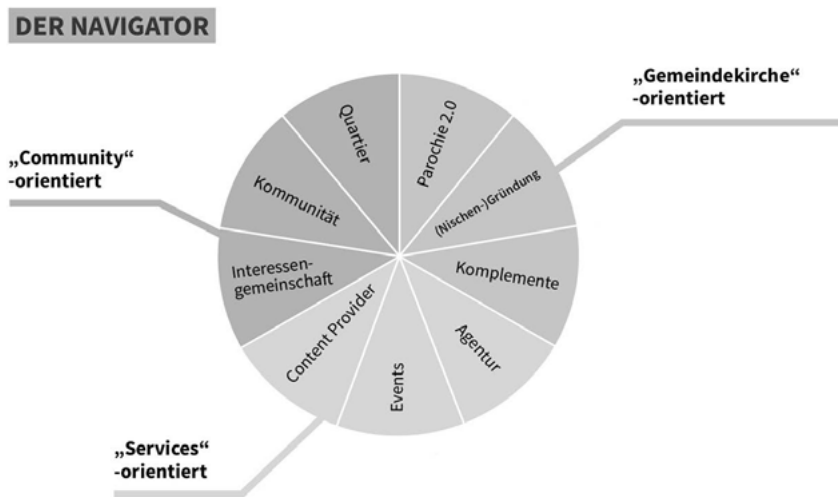 DER NAVIGATOR
„Gemeindekirche“
-orientiert
„Community“
-orientiert
Quartier
Parochie 2.0
Kommunität
(Nischen-)Gründung
Interessen-
gemeinschaft
Komplemente
Content Provider
Events
Agentur
„Services“
-orientiert